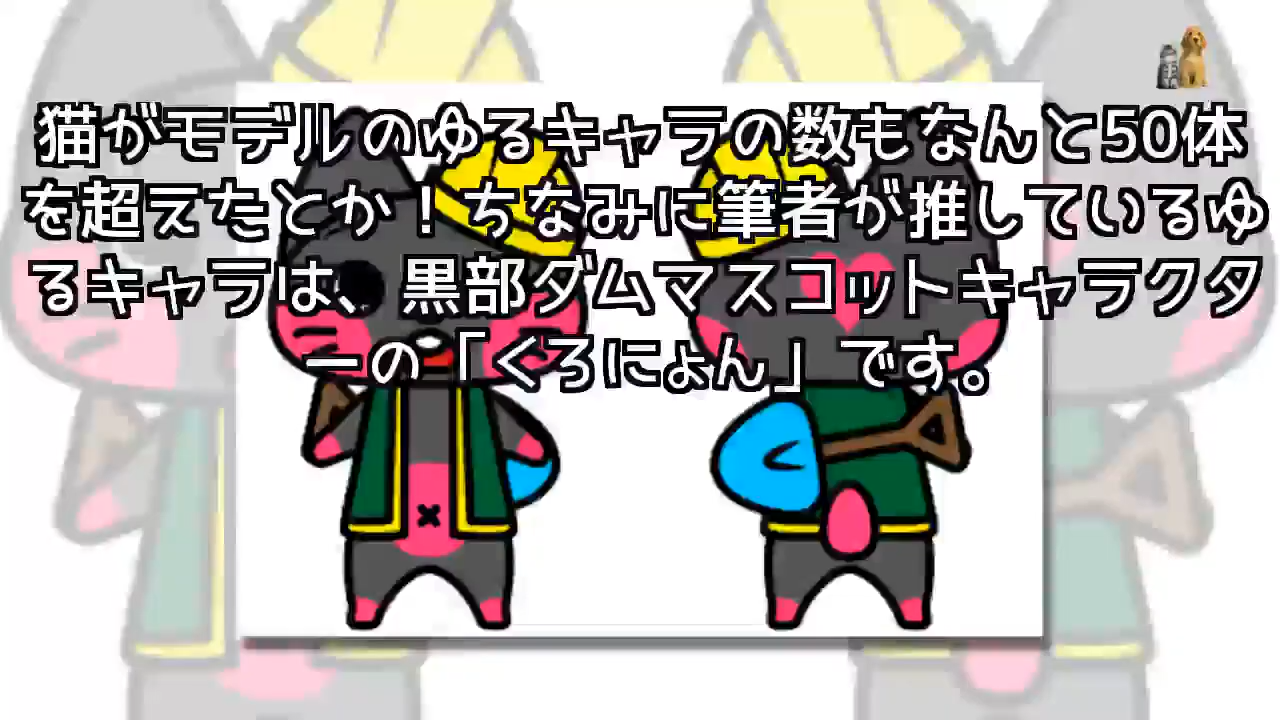 猫がモデルのゆるキャラの数もなんと50体
を超えたとか！ちなみに筆者が推しているゆ
るキャラは、黒部ダムマスコットキャラクタ
ーの「くろにょん」です。